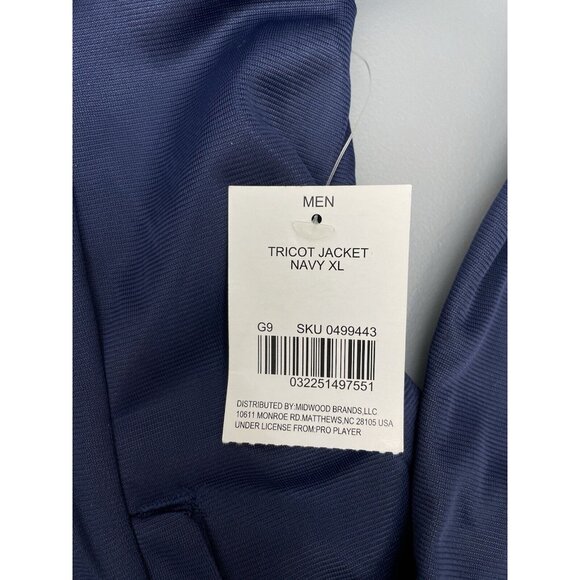 MEN
TRICOT JACKET
NAVY XL
G9 SKU 0499443
032251497551
DISTRIBUTED BY:MIDWOOD BRANDS,LLC
10611 MONROE RD.MATTHEWS,NC 28105 USA
UNDER LICENSE FROM:PRO PLAYER